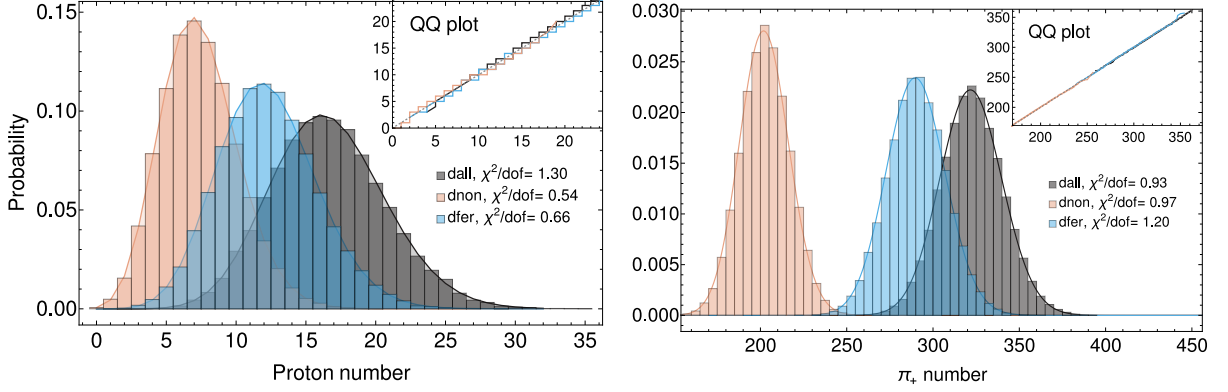 QQ plot
20
15
10
5
0
0 5 10 15 20
0.15
0.10
0.05
0.00
Probability
dall, χ²/dof= 1.30
dnon, χ²/dof= 0.54
dfer, χ²/dof= 0.66
0 5 10 15 20 25 30 35
Proton number
QQ plot
350
300
250
200
200 250 300 350
0.030
0.025
0.020
0.015
0.010
0.005
0.000
dall, χ²/dof= 0.93
dnon, χ²/dof= 0.97
dfer, χ²/dof= 1.20
200 250 300 350 400 450
π₊ number